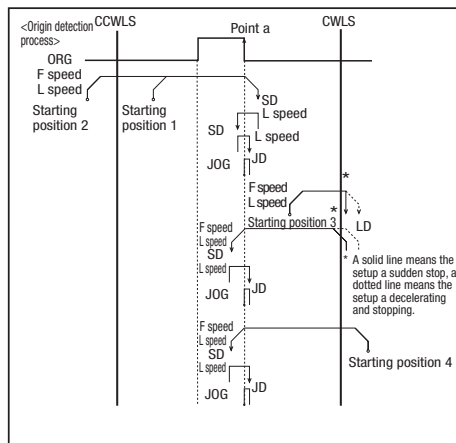 <Origin detection
process>
CCWLS
Point a
CWLS
ORG
F speed
L speed
Starting
position 2
Starting
position 1
SD
L speed
SD
L speed
JOG
JD
F speed
L speed
*
*
LD
Starting position 3
F speed
L speed
SD
L speed
JOG
JD
* A solid line means the
setup a sudden stop, a
dotted line means the
setup a decelerating
and stopping.
F speed
L speed
SD
L speed
JOG
JD
Starting position 4